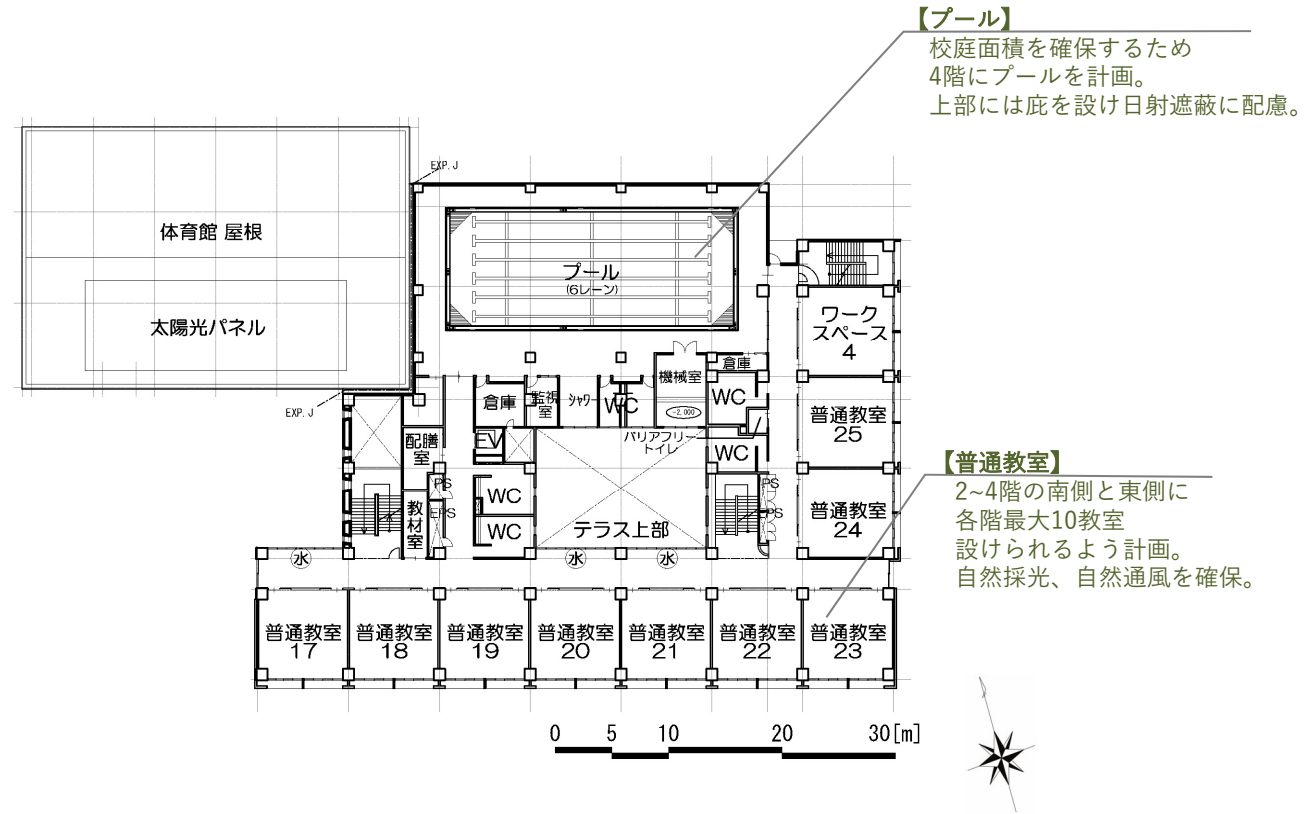 【プール】
校庭面積を確保するため
4階にプールを計画。
上部には庇を設け日射遮蔽に配慮。
EXP. J
体育館 屋根
プール
(6レーン)
太陽光パネル
ワーク
スペース
4
倉庫
機械室
-2,000
WC
倉庫
監視
室
シャワー
WC
WC
EXP. J
普通教室
25
バリアフリー
トイレ
配膳
室
EV
WC
【普通教室】
2~4階の南側と東側に
各階最大10教室
設けられるよう計画。
自然採光、自然通風を確保。
PS
WC
PS
教
材
室
EPS
WC
テラス上部
EPS
普通教室
24
水
水
水
普通教室
17
普通教室
18
普通教室
19
普通教室
20
普通教室
21
普通教室
22
普通教室
23
0 5 10 20 30[m]